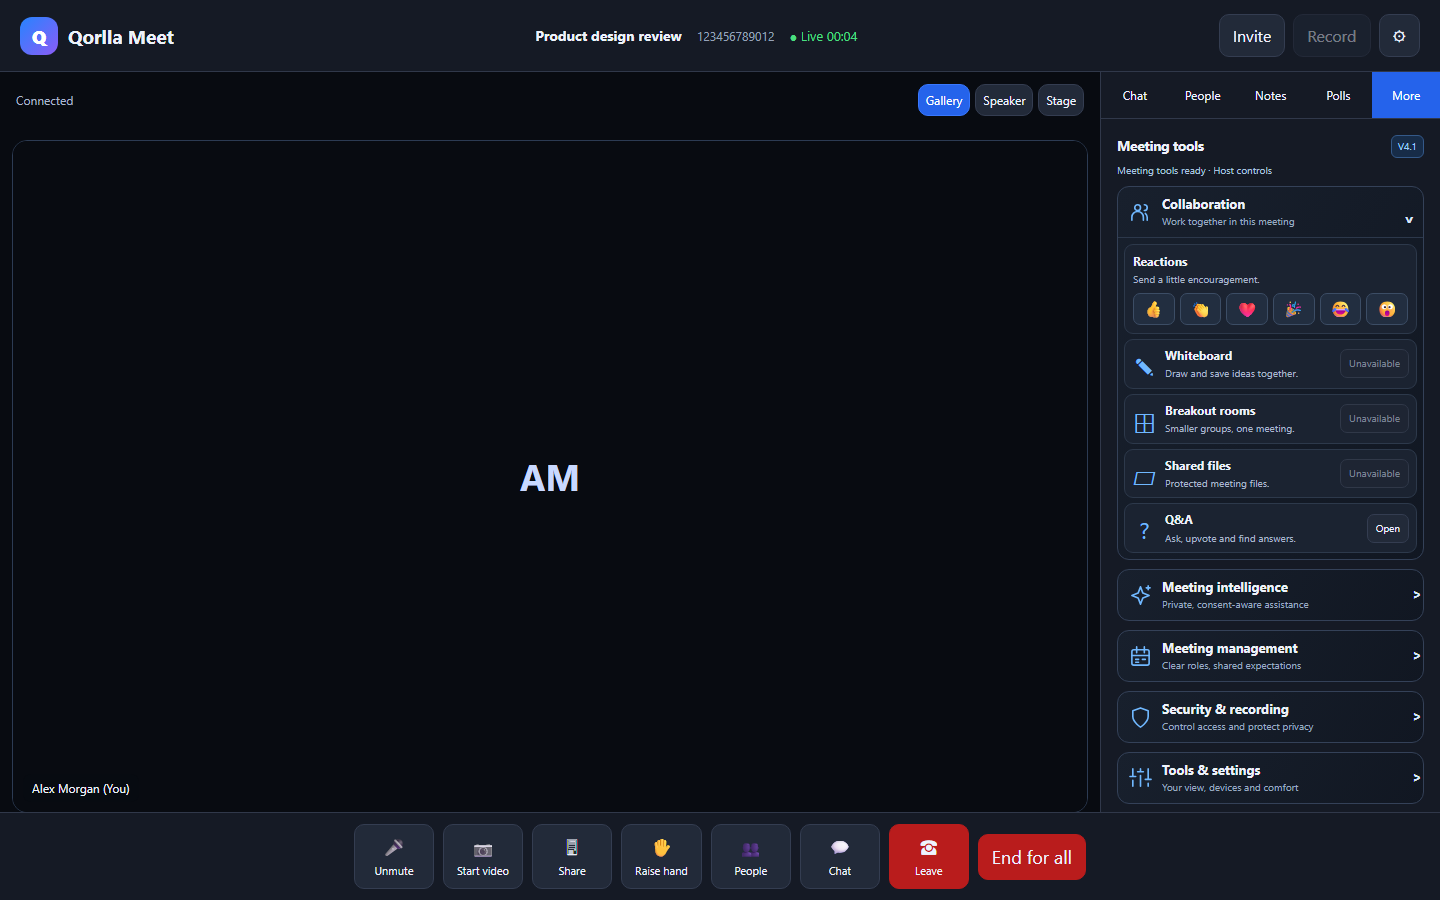 Q Qorlla Meet
Product design review 123456789012 ● Live 00:04
Invite Record
Connected
Gallery Speaker Stage
Chat People Notes Polls More
Meeting tools V4.1
Meeting tools ready · Host controls
Collaboration
Work together in this meeting
Reactions
Send a little encouragement.
Whiteboard
Draw and save ideas together.
Unavailable
Breakout rooms
Smaller groups, one meeting.
Unavailable
Shared files
Protected meeting files.
Unavailable
Q&A
Ask, upvote and find answers.
Open
Meeting intelligence
Private, consent-aware assistance
Meeting management
Clear roles, shared expectations
Security & recording
Control access and protect privacy
Tools & settings
Your view, devices and comfort
AM
Alex Morgan (You)
Unmute Start video Share Raise hand People Chat Leave End for all